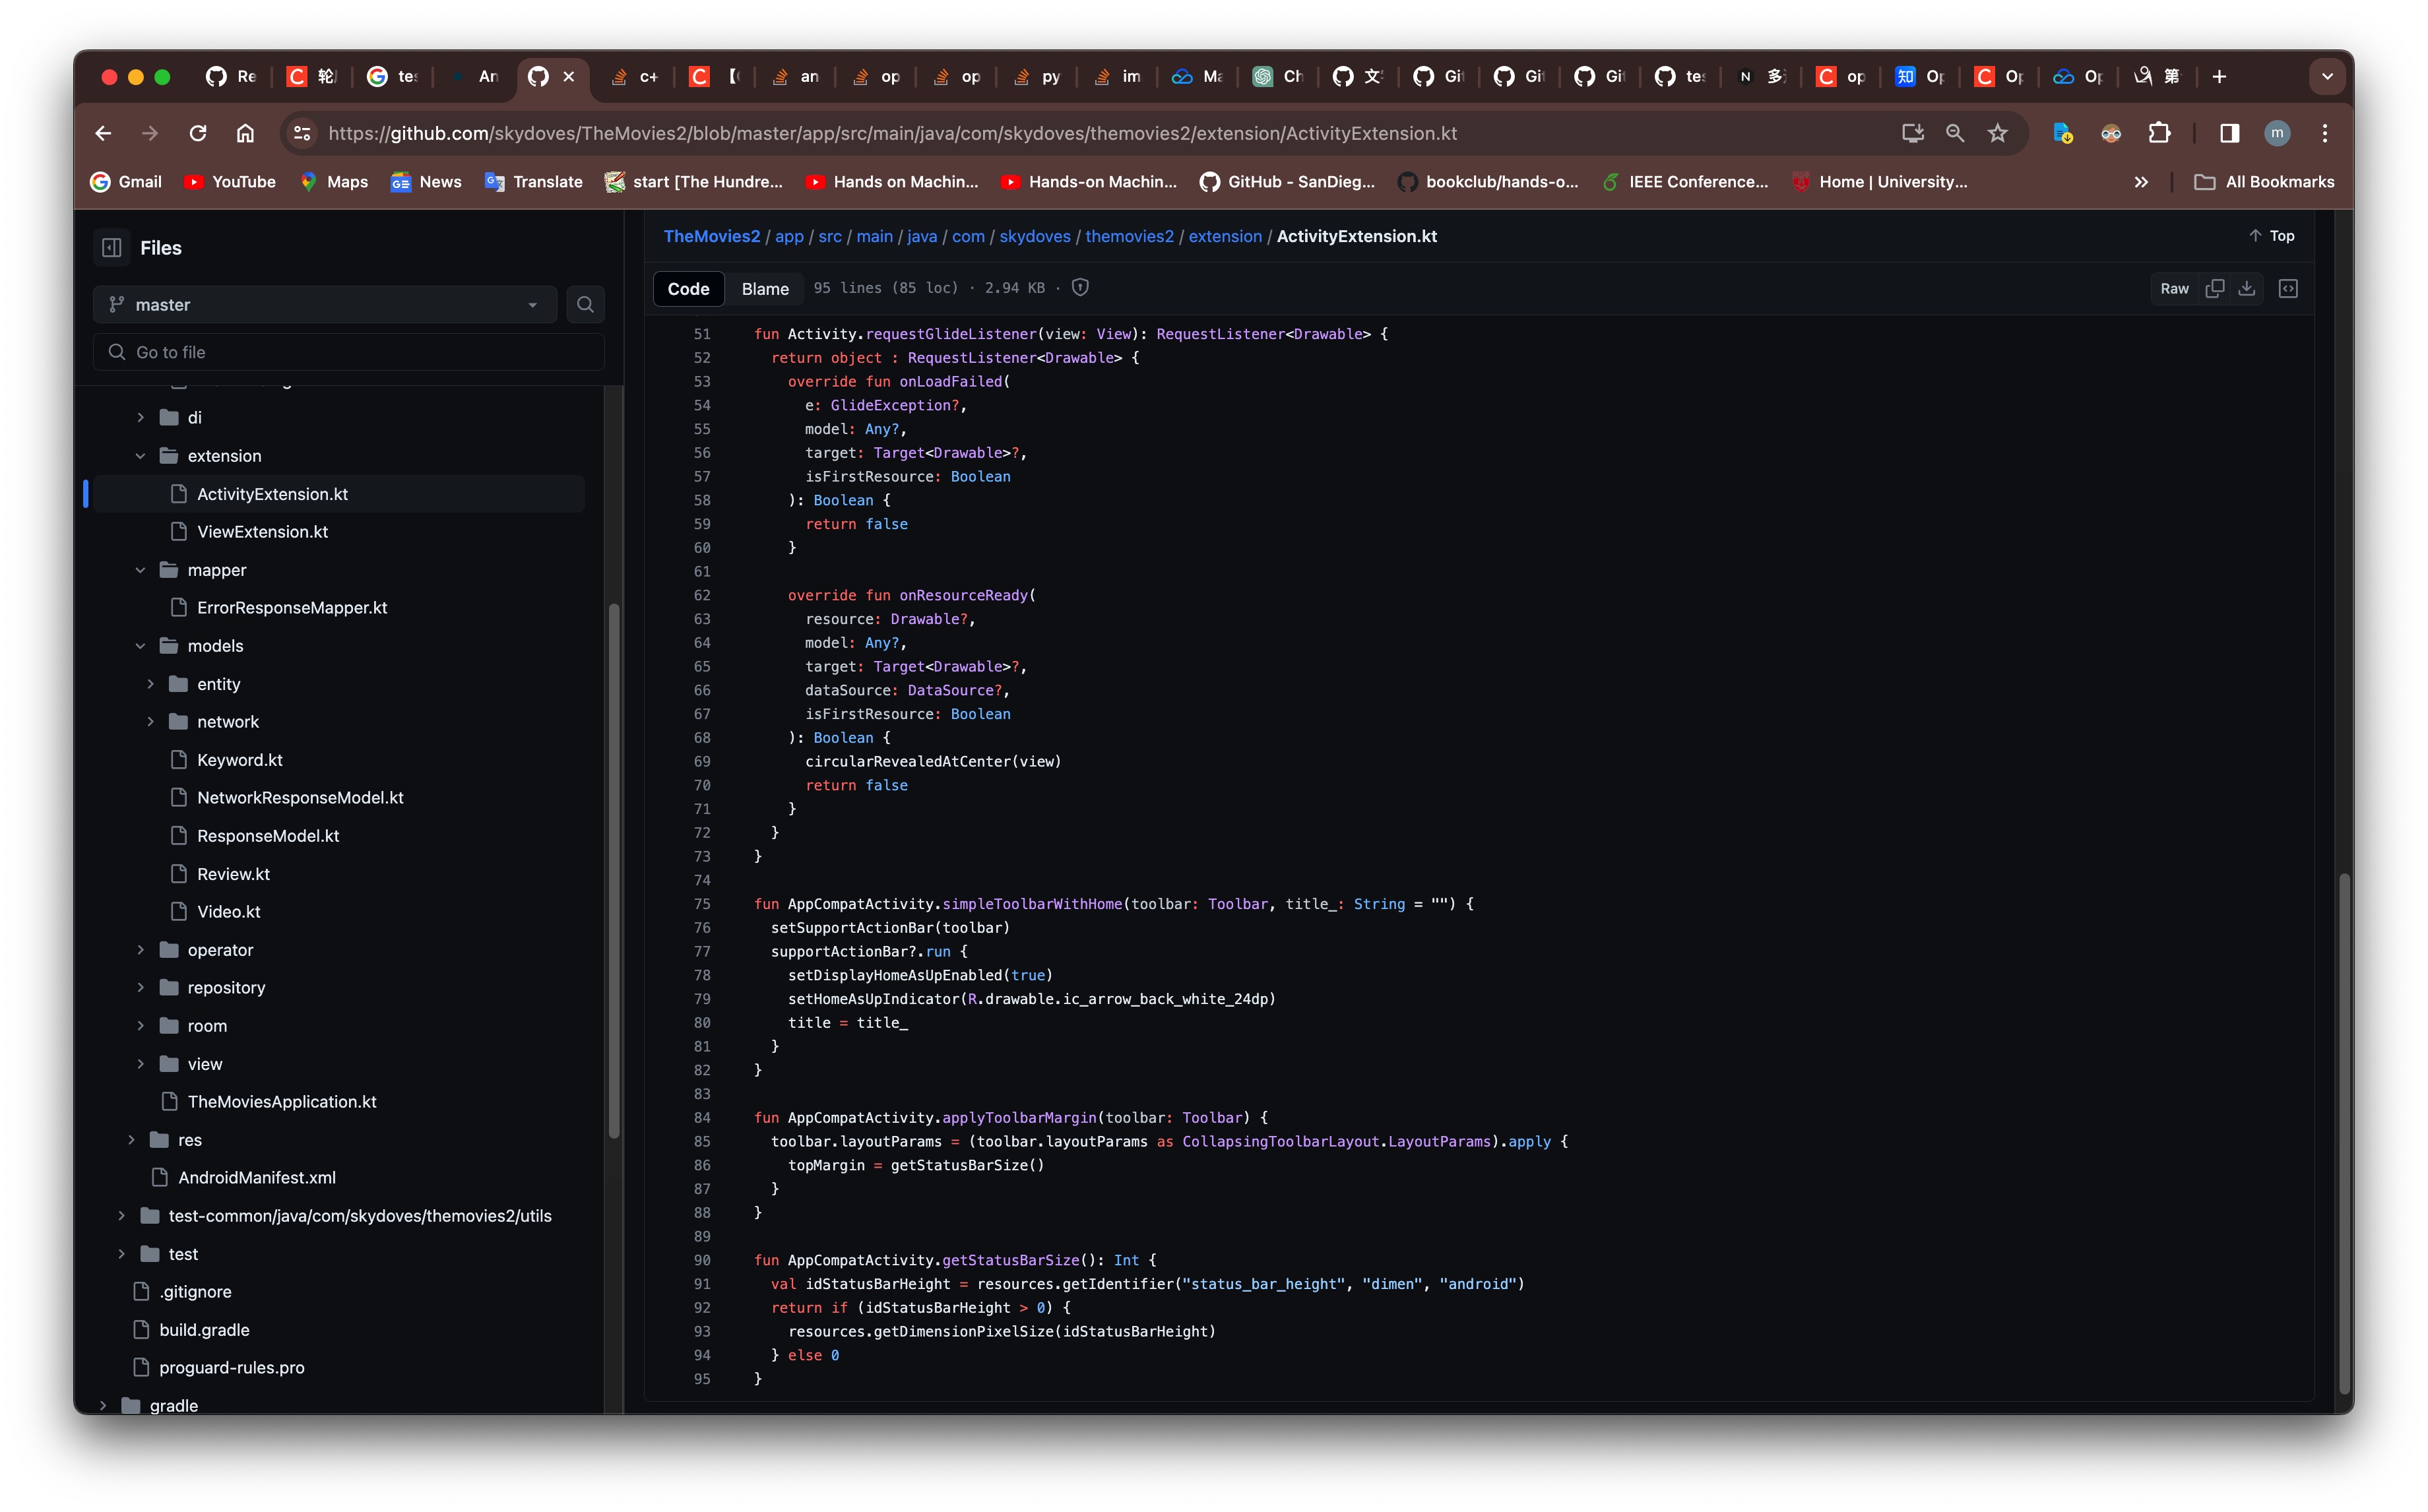 Re
轮
tes
An
c+
【
an
op
op
py
im
Ma
Ch
文
Git
Git
Git
tes
多
op
Op
Op
Op
第
https://github.com/skydoves/TheMovies2/blob/master/app/src/main/java/com/skydoves/themovies2/extension/ActivityExtension.kt
m
Gmail
YouTube
Maps
News
Translate
start [The Hundre...
Hands on Machin...
Hands-on Machin...
GitHub - SanDieg...
bookclub/hands-o...
IEEE Conference...
Home | University...
All Bookmarks
Files
master
Go to file
di
extension
ActivityExtension.kt
ViewExtension.kt
mapper
ErrorResponseMapper.kt
models
entity
network
Keyword.kt
NetworkResponseModel.kt
ResponseModel.kt
Review.kt
Video.kt
operator
repository
room
view
TheMoviesApplication.kt
res
AndroidManifest.xml
test-common/java/com/skydoves/themovies2/utils
test
.gitignore
build.gradle
proguard-rules.pro
gradle
TheMovies2 / app / src / main / java / com / skydoves / themovies2 / extension / ActivityExtension.kt
Top
Code Blame 95 lines (85 loc) · 2.94 KB ·
Raw
51 fun Activity.requestGlideListener(view: View): RequestListener<Drawable> {
52 return object : RequestListener<Drawable> {
53 override fun onLoadFailed(
54 e: GlideException?,
55 model: Any?,
56 target: Target<Drawable>?,
57 isFirstResource: Boolean
58 ): Boolean {
59 return false
60 }
61
62 override fun onResourceReady(
63 resource: Drawable?,
64 model: Any?,
65 target: Target<Drawable>?,
66 dataSource: DataSource?,
67 isFirstResource: Boolean
68 ): Boolean {
69 circularRevealedAtCenter(view)
70 return false
71 }
72 }
73 }
74
75 fun AppCompatActivity.simpleToolbarWithHome(toolbar: Toolbar, title_: String = "") {
76 setSupportActionBar(toolbar)
77 supportActionBar?.run {
78 setDisplayHomeAsUpEnabled(true)
79 setHomeAsUpIndicator(R.drawable.ic_arrow_back_white_24dp)
80 title = title_
81 }
82 }
83
84 fun AppCompatActivity.applyToolbarMargin(toolbar: Toolbar) {
85 toolbar.layoutParams = (toolbar.layoutParams as CollapsingToolbarLayout.LayoutParams).apply {
86 topMargin = getStatusBarSize()
87 }
88 }
89
90 fun AppCompatActivity.getStatusBarSize(): Int {
91 val idStatusBarHeight = resources.getIdentifier("status_bar_height", "dimen", "android")
92 return if (idStatusBarHeight > 0) {
93 resources.getDimensionPixelSize(idStatusBarHeight)
94 } else 0
95 }